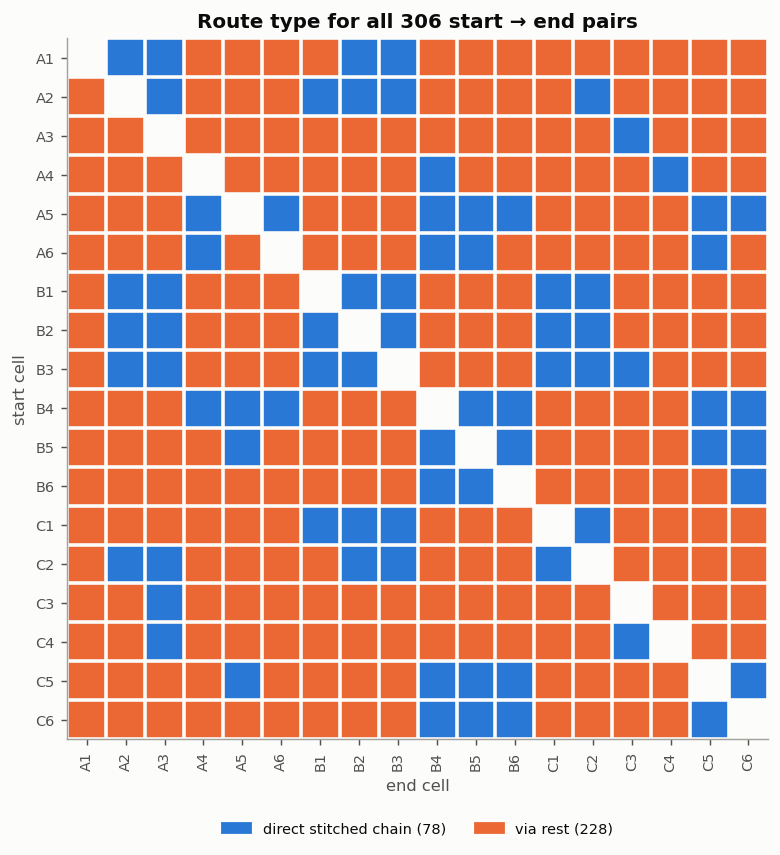 Route type for all 306 start → end pairs
A1
A2
A3
A4
A5
A6
B1
B2
B3
B4
B5
B6
C1
C2
C3
C4
C5
C6
start cell
A1 A2 A3 A4 A5 A6 B1 B2 B3 B4 B5 B6 C1 C2 C3 C4 C5 C6
end cell
direct stitched chain (78) via rest (228)